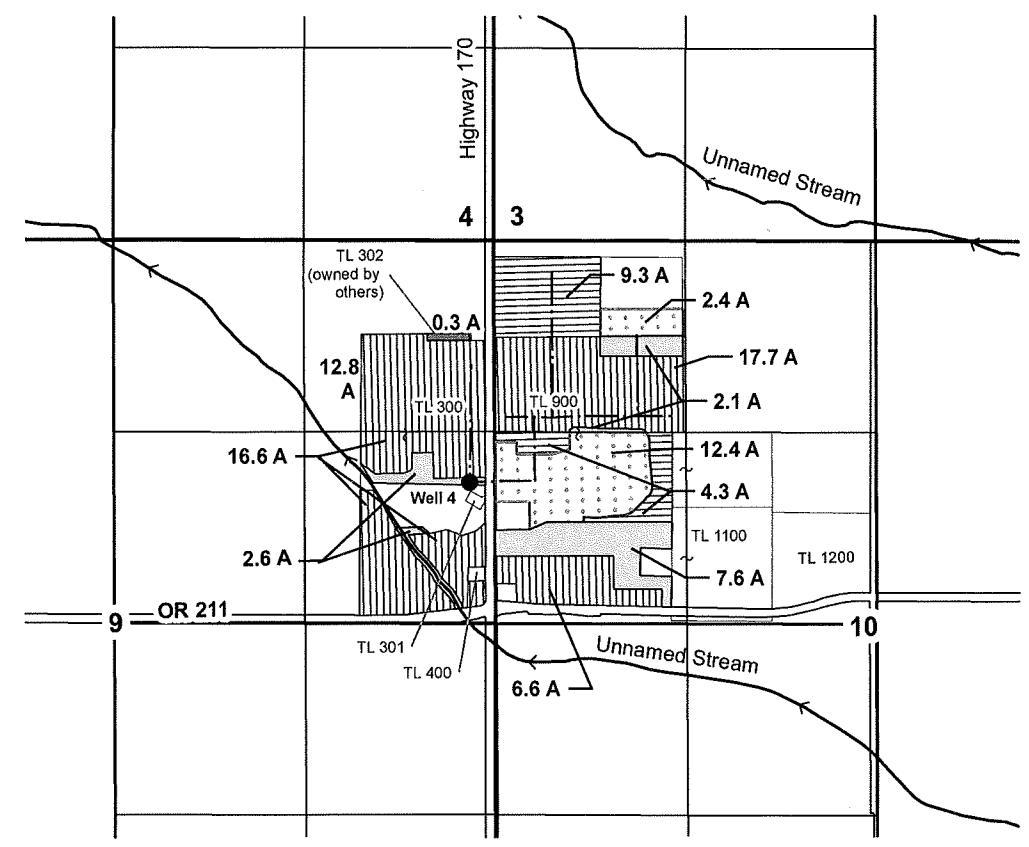 Highway 170
Unnamed Stream
4 3
TL 302
(owned by
others)
9.3 A
2.4 A
0.3 A
12.8
A
17.7 A
TL 300
TL 900
2.1 A
16.6 A
12.4 A
Well 4
4.3 A
TL 1100
TL 1200
2.6 A
7.6 A
OR 211
9
10
TL 301
TL 400
Unnamed Stream
6.6 A